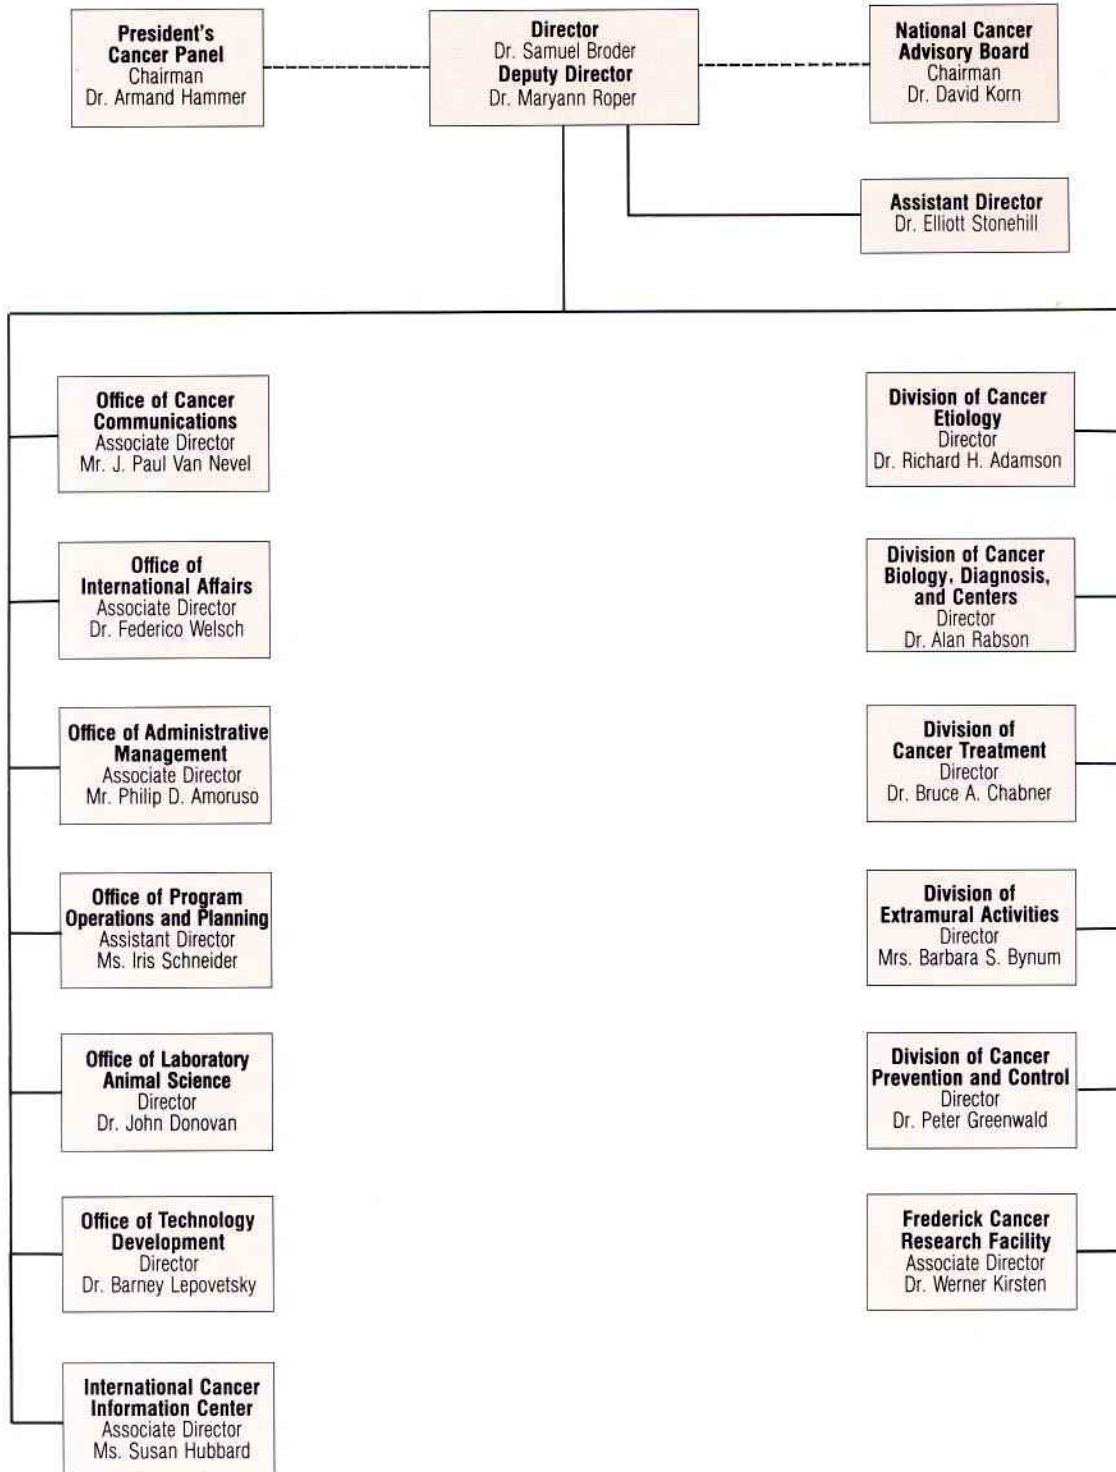 President's
Cancer Panel
Chairman
Dr. Armand Hammer
Director
Dr. Samuel Broder
Deputy Director
Dr. Maryann Roper
National Cancer
Advisory Board
Chairman
Dr. David Korn
Assistant Director
Dr. Elliott Stonehill
Office of Cancer
Communications
Associate Director
Mr. J. Paul Van Nevel
Office of
International Affairs
Associate Director
Dr. Federico Welsch
Office of Administrative
Management
Associate Director
Mr. Philip D. Amoruso
Office of Program
Operations and Planning
Assistant Director
Ms. Iris Schneider
Office of Laboratory
Animal Science
Director
Dr. John Donovan
Office of Technology
Development
Director
Dr. Barney Lepovetsky
International Cancer
Information Center
Associate Director
Ms. Susan Hubbard
Division of Cancer
Etiology
Director
Dr. Richard H. Adamson
Division of Cancer
Biology, Diagnosis,
and Centers
Director
Dr. Alan Rabson
Division of
Cancer Treatment
Director
Dr. Bruce A. Chabner
Division of
Extramural Activities
Director
Mrs. Barbara S. Bynum
Division of Cancer
Prevention and Control
Director
Dr. Peter Greenwald
Frederick Cancer
Research Facility
Associate Director
Dr. Werner Kirsten